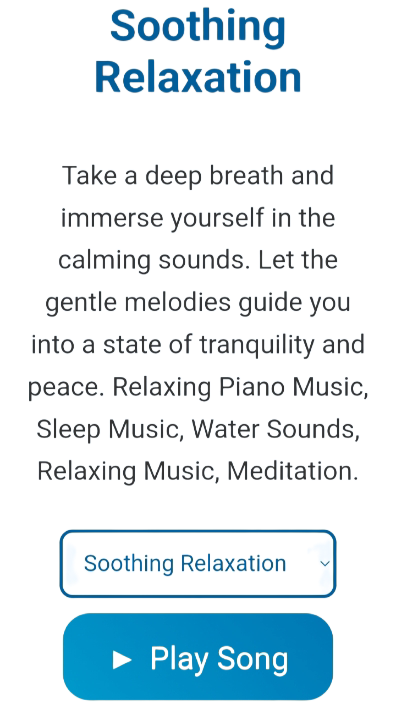 Soothing
Relaxation
Take a deep breath and
immerse yourself in the
calming sounds. Let the
gentle melodies guide you
into a state of tranquility and
peace. Relaxing Piano Music,
Sleep Music, Water Sounds,
Relaxing Music, Meditation.
Soothing Relaxation
► Play Song